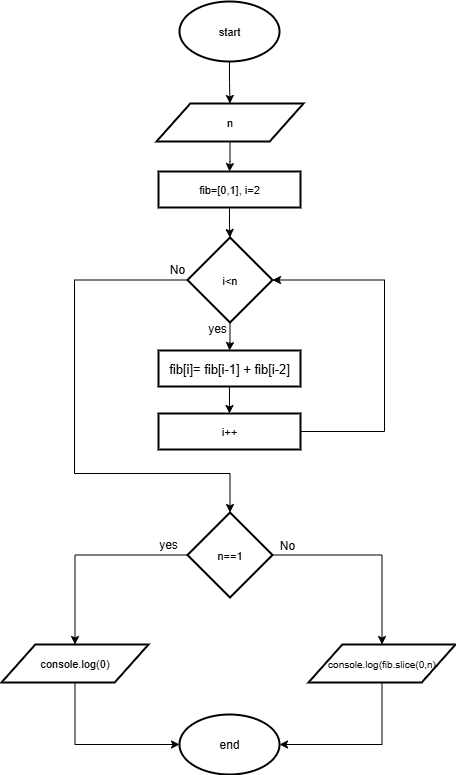 start
n
fib=[0,1], i=2
No
i<n
yes
fib[i]= fib[i-1] + fib[i-2]
i++
yes
No
n==1
console.log(0)
console.log(fib.slice(0,n)
end